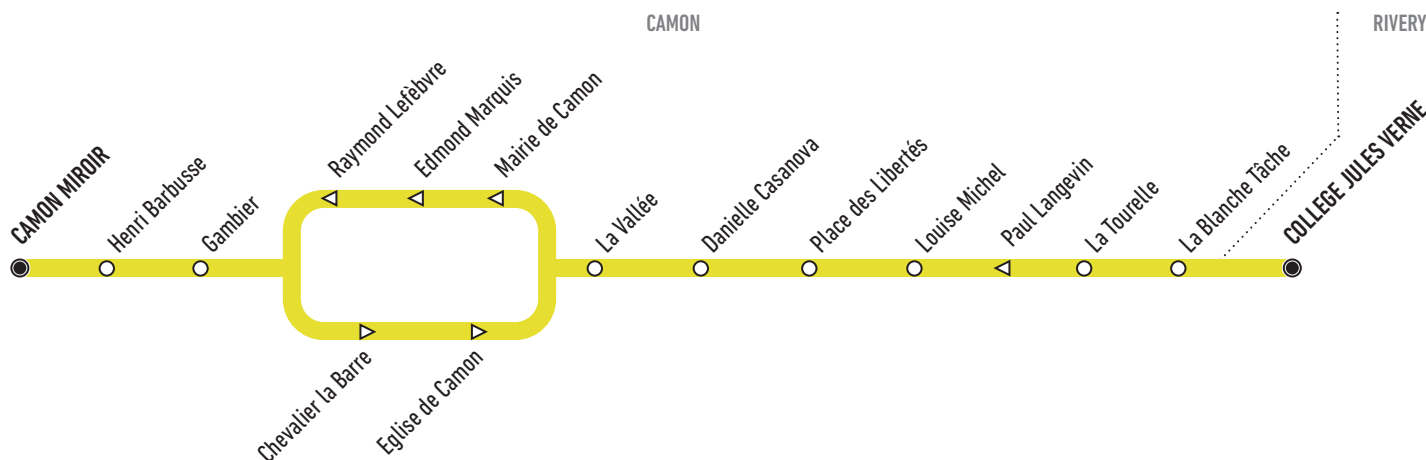 CAMON
RIVERY
CAMON MIROIR
Henri Barbusse
Gambier
Raymond Lefèbvre
Edmond Marquis
Mairie de Camon
Chevalier la Barre
Eglise de Camon
La Vallée
Danielle Casanova
Place des Libertés
Louise Michel
Paul Langevin
La Tourelle
La Blanche Tâche
COLLEGE JULES VERNE